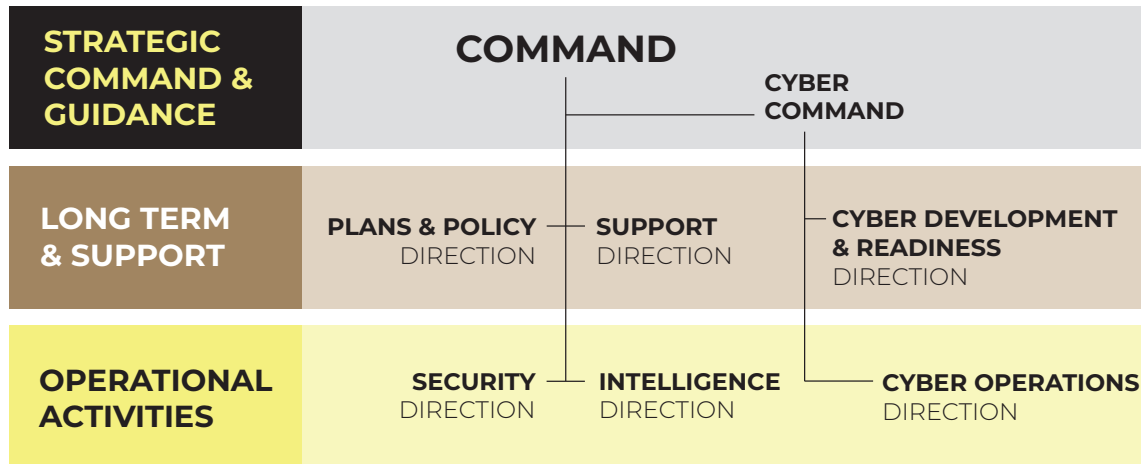 STRATEGIC
COMMAND &
GUIDANCE
COMMAND
CYBER
COMMAND
LONG TERM
& SUPPORT
PLANS & POLICY
DIRECTION
SUPPORT
DIRECTION
CYBER DEVELOPMENT
& READINESS
DIRECTION
OPERATIONAL
ACTIVITIES
SECURITY
DIRECTION
INTELLIGENCE
DIRECTION
CYBER OPERATIONS
DIRECTION